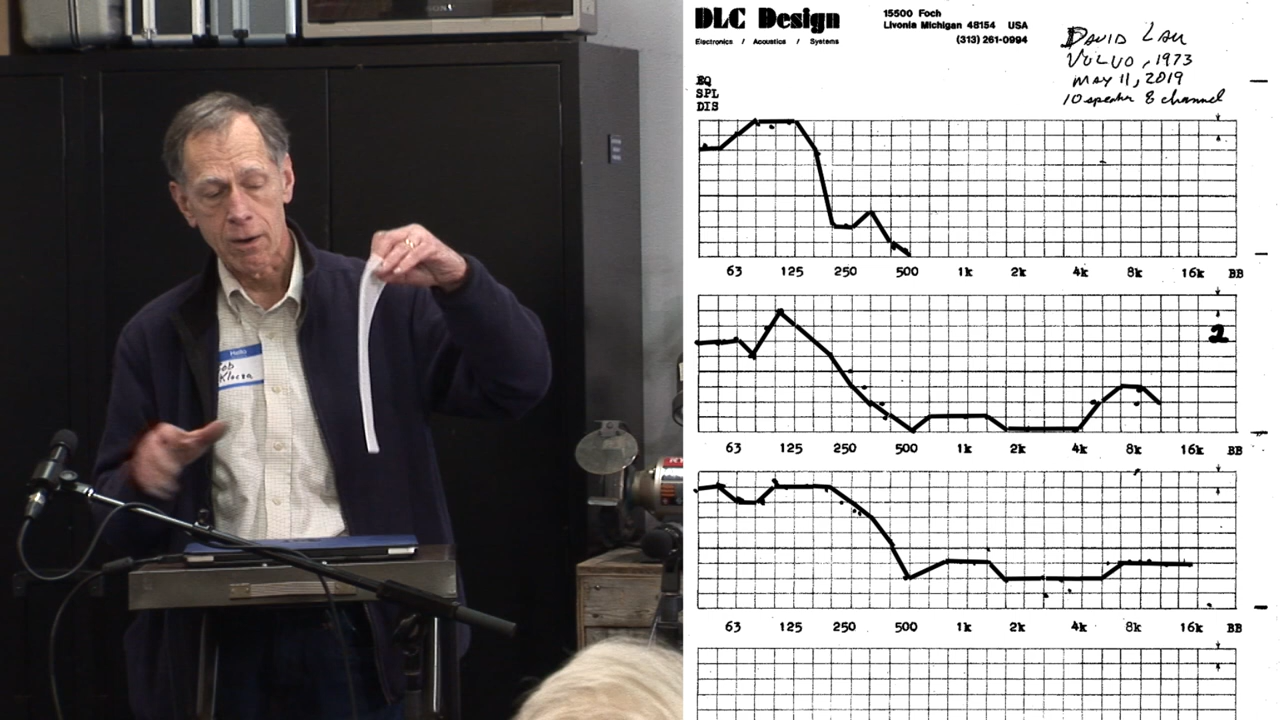 SONY
Hello
DLC Design
Electronics / Acoustics / Systems
15500 Foch
Livonia Michigan 48154 USA
(313) 261-0994
DAVID LAU
VOLVO, 1973
MAY 11, 2019
10 speaker 8 channel
EQ
SPL
DIS
63 125 250 500 1k 2k 4k 8k 16k BB
2
63 125 250 500 1k 2k 4k 8k 16k BB
63 125 250 500 1k 2k 4k 8k 16k BB